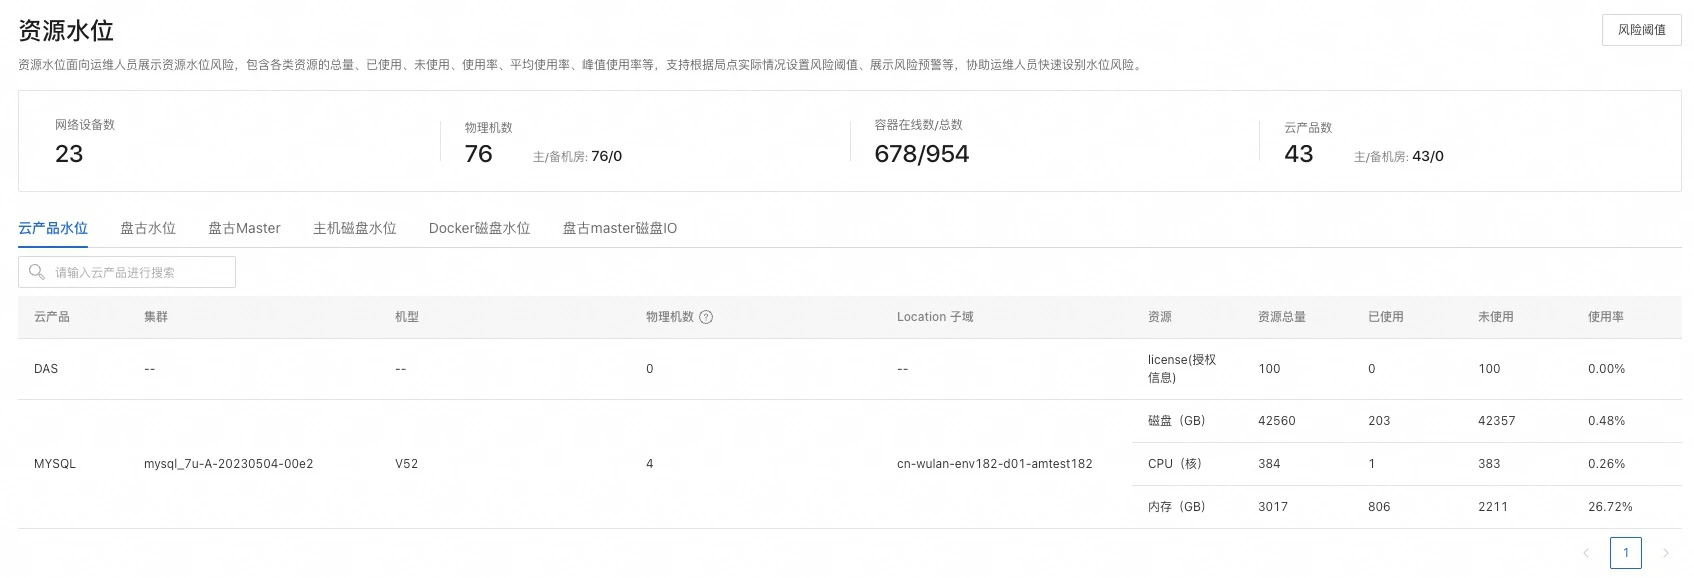 资源水位
风险阈值
资源水位面向运维人员展示资源水位风险，包含各类资源的总量、已使用、未使用、使用率、平均使用率、峰值使用率等，支持根据局点实际情况设置风险阈值、展示风险预警等，协助运维人员快速设别水位风险。
网络设备数
23
物理机数
76 主/备机房: 76/0
容器在线数/总数
678/954
云产品数
43 主/备机房: 43/0
云产品水位 盘古水位 盘古Master 主机磁盘水位 Docker磁盘水位 盘古master磁盘IO
请输入云产品进行搜索
云产品 集群 机型 物理机数 ? Location 子域 资源 资源总量 已使用 未使用 使用率
DAS -- -- 0 -- license(授权信息) 100 0 100 0.00%
MYSQL mysql_7u-A-20230504-00e2 V52 4 cn-wulan-env182-d01-amtest182
磁盘（GB） 42560 203 42357 0.48%
CPU（核） 384 1 383 0.26%
内存（GB） 3017 806 2211 26.72%
1